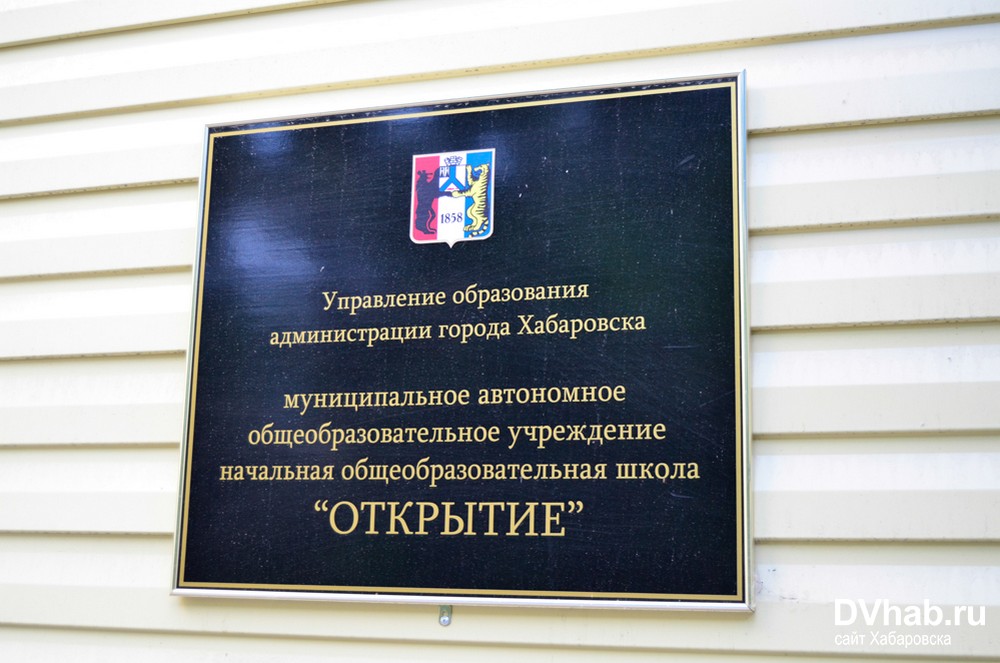 1858
Управление образования
администрации города Хабаровска
муниципальное автономное
общеобразовательное учреждение
начальная общеобразовательная школа
“ОТКРЫТИЕ”
DVhab.ru
сайт Хабаровска